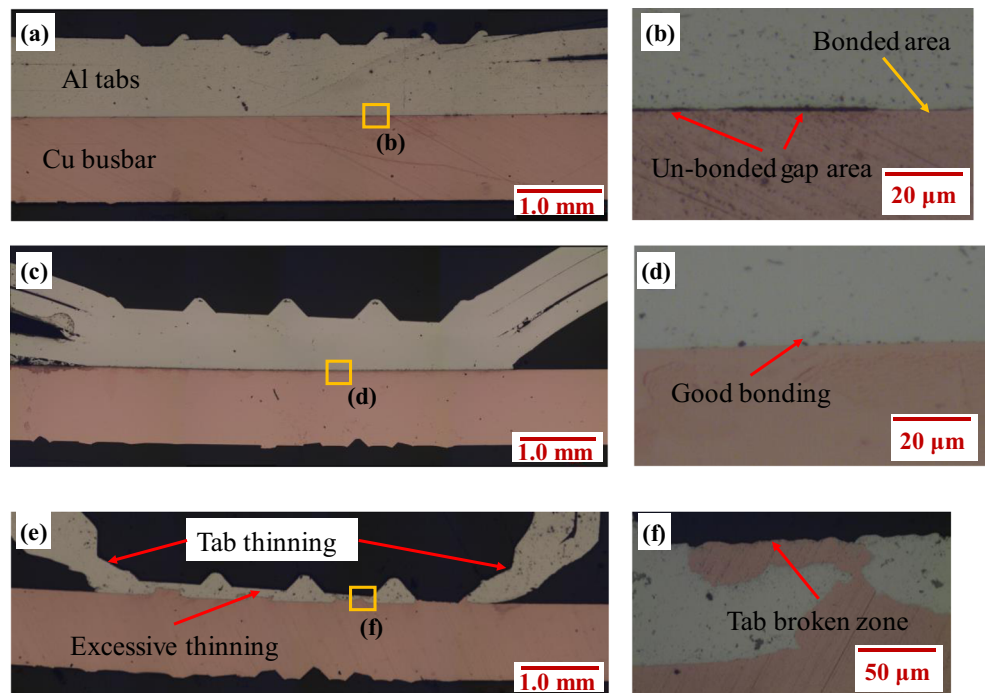 (a)
Al tabs
(b)
Cu busbar
1.0 mm
(b)
Bonded area
Un-bonded gap area
20 μm
(c)
(d)
1.0 mm
(d)
Good bonding
20 μm
(e)
Tab thinning
(f)
Excessive thinning
1.0 mm
(f)
Tab broken zone
50 μm